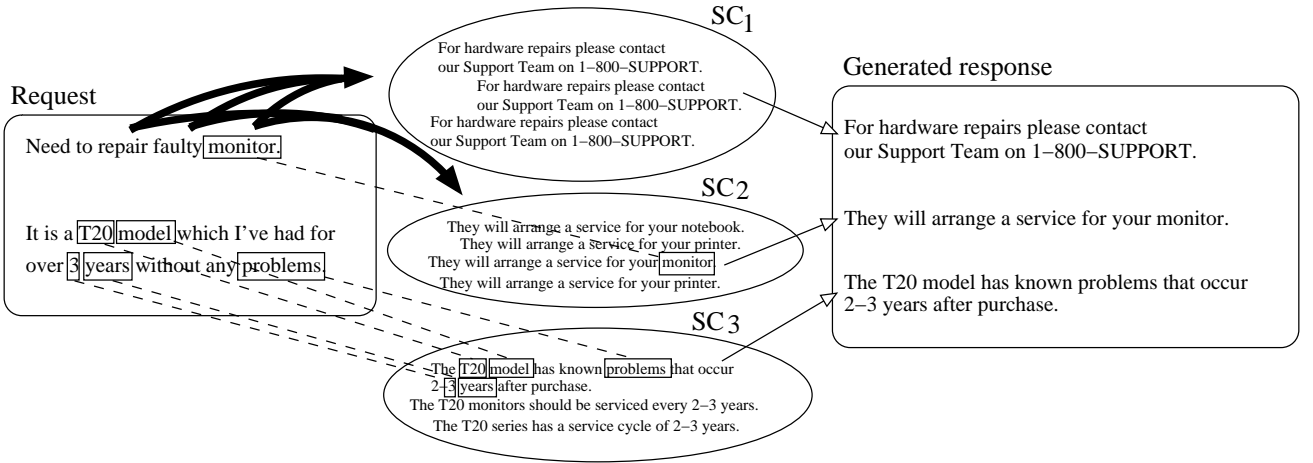 Request
Need to repair faulty monitor.
It is a T20 model which I've had for
over 3 years without any problems.
SC1
For hardware repairs please contact
our Support Team on 1−800−SUPPORT.
For hardware repairs please contact
our Support Team on 1−800−SUPPORT.
For hardware repairs please contact
our Support Team on 1−800−SUPPORT.
SC2
They will arrange a service for your notebook.
They will arrange a service for your printer.
They will arrange a service for your monitor.
They will arrange a service for your printer.
SC3
The T20 model has known problems that occur
2−3 years after purchase.
The T20 monitors should be serviced every 2−3 years.
The T20 series has a service cycle of 2−3 years.
Generated response
For hardware repairs please contact
our Support Team on 1−800−SUPPORT.
They will arrange a service for your monitor.
The T20 model has known problems that occur
2−3 years after purchase.